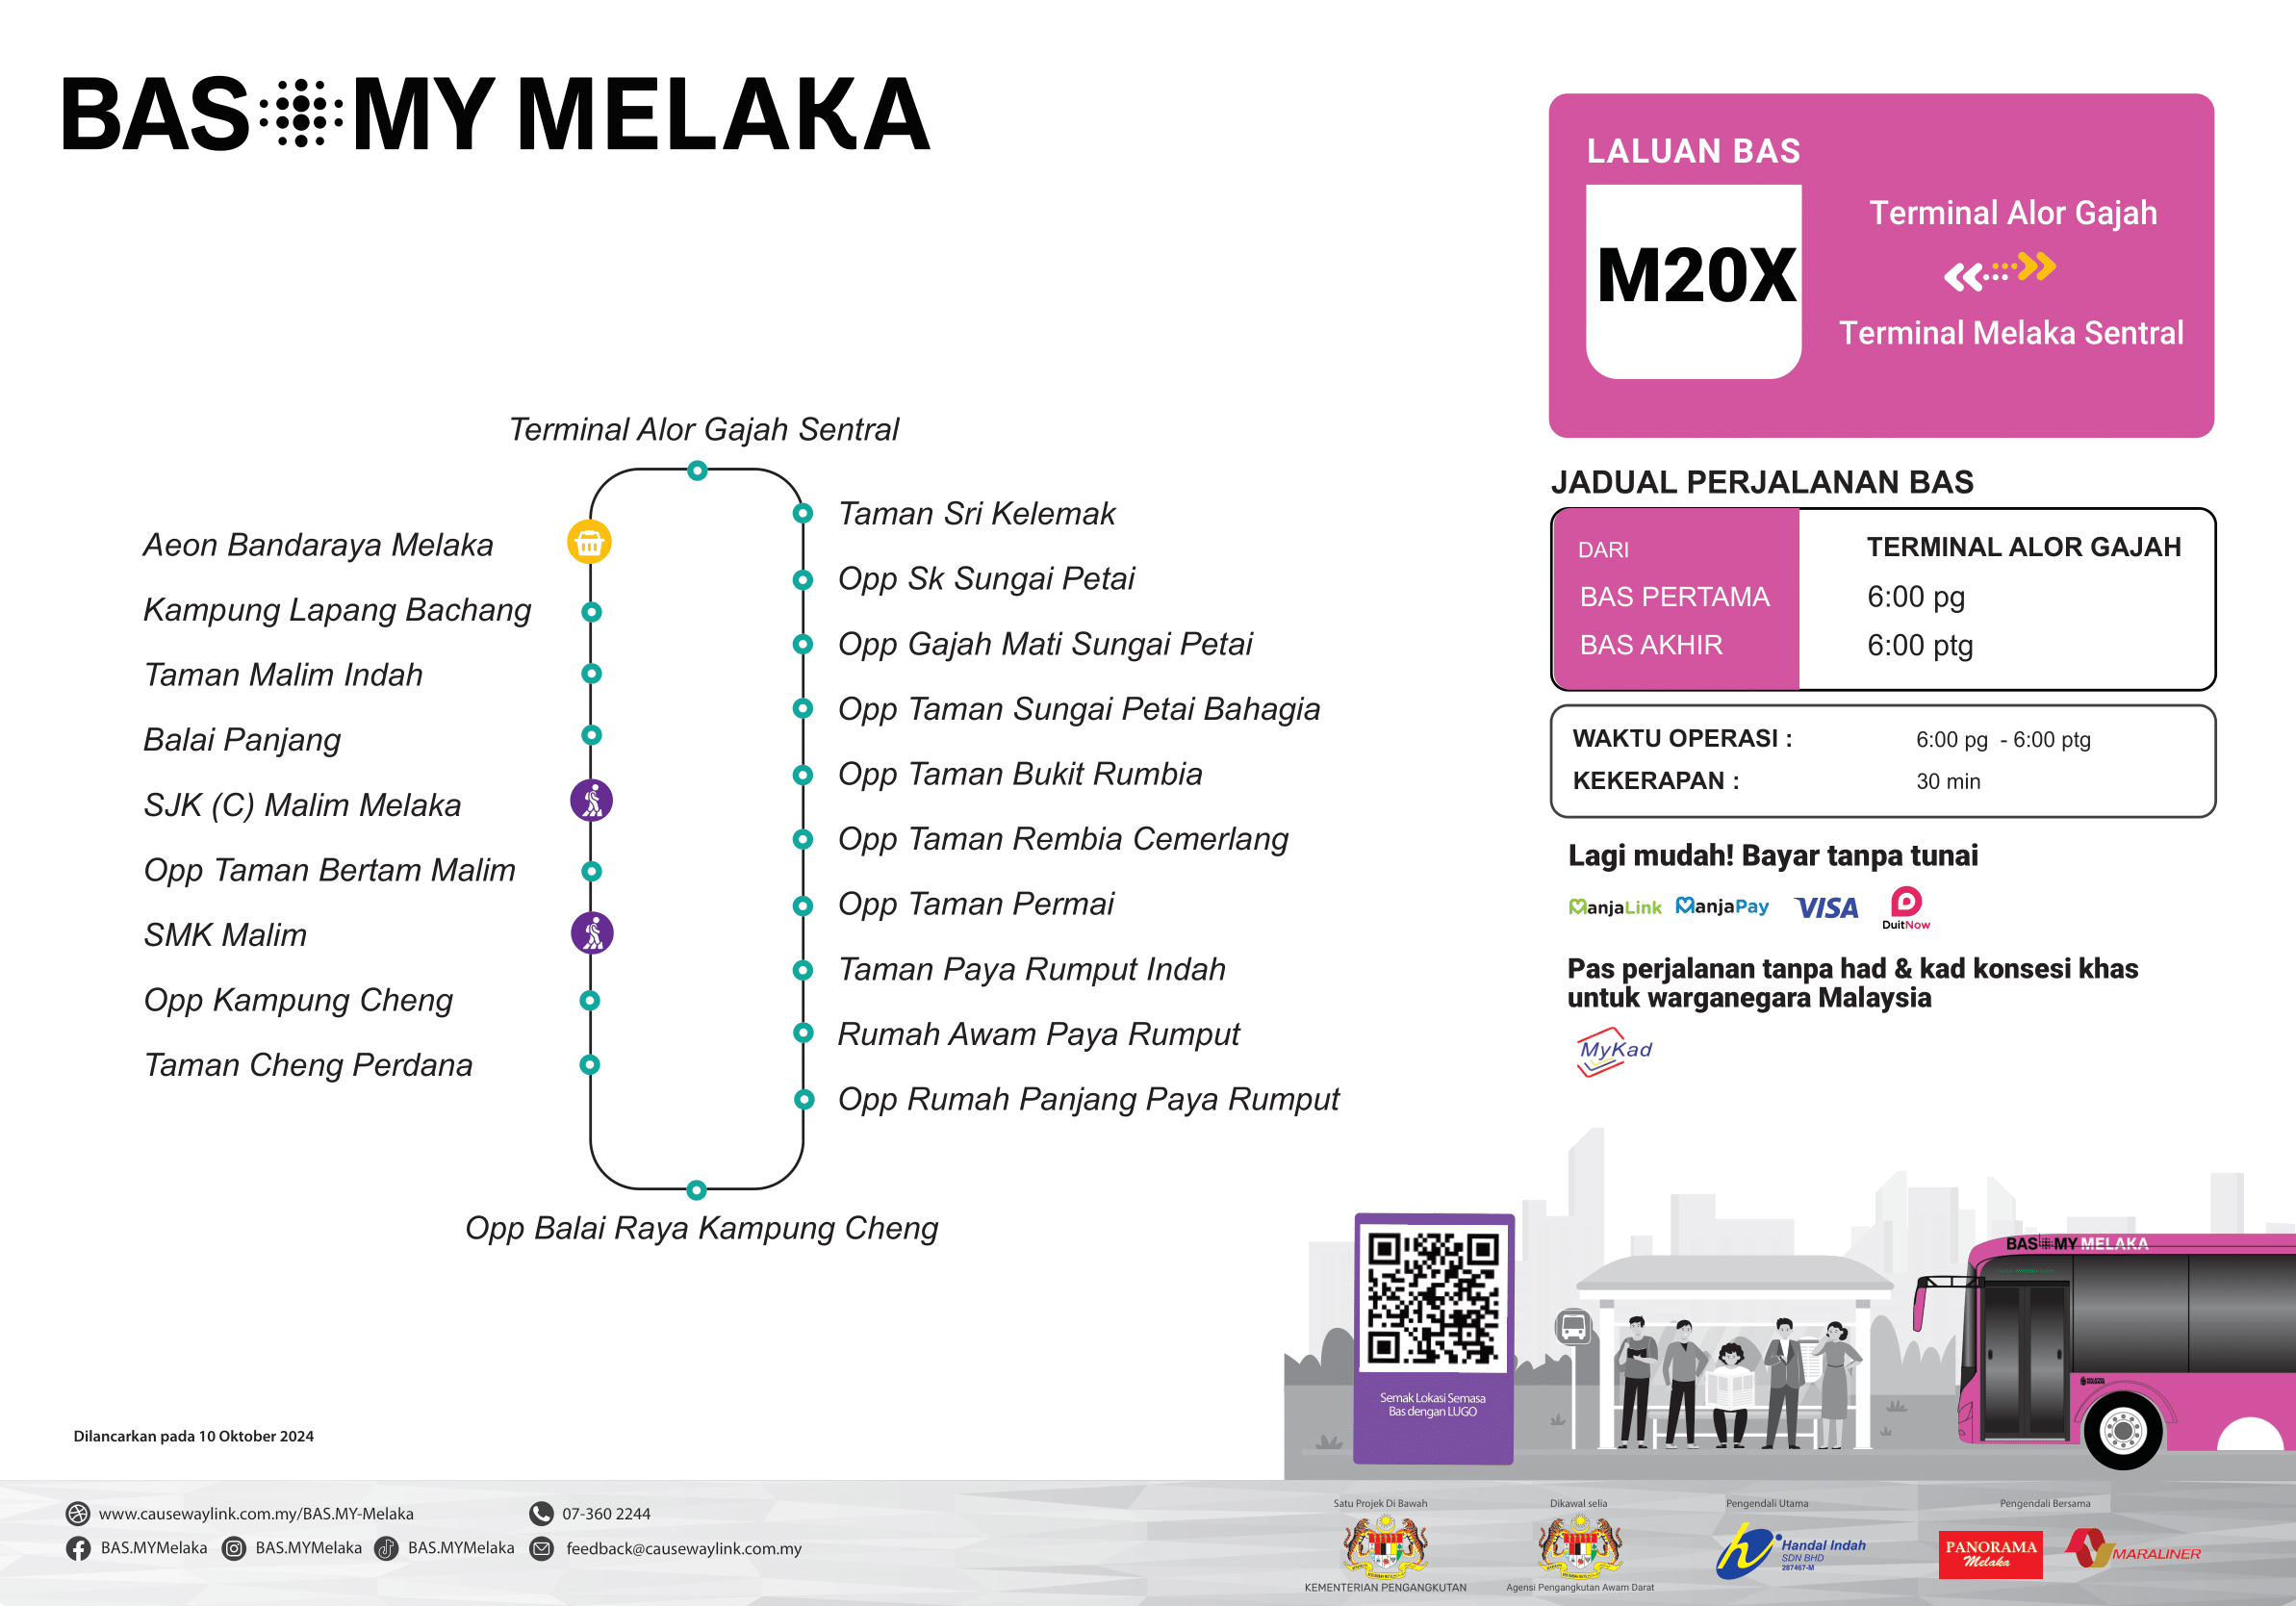 BAS MY MELAKA
LALUAN BAS
M20X
Terminal Alor Gajah
Terminal Melaka Sentral
Terminal Alor Gajah Sentral
Aeon Bandaraya Melaka
Kampung Lapang Bachang
Taman Malim Indah
Balai Panjang
SJK (C) Malim Melaka
Opp Taman Bertam Malim
SMK Malim
Opp Kampung Cheng
Taman Cheng Perdana
Taman Sri Kelemak
Opp Sk Sungai Petai
Opp Gajah Mati Sungai Petai
Opp Taman Sungai Petai Bahagia
Opp Taman Bukit Rumbia
Opp Taman Rembia Cemerlang
Opp Taman Permai
Taman Paya Rumput Indah
Rumah Awam Paya Rumput
Opp Rumah Panjang Paya Rumput
Opp Balai Raya Kampung Cheng
JADUAL PERJALANAN BAS
DARI TERMINAL ALOR GAJAH
BAS PERTAMA 6:00 pg
BAS AKHIR 6:00 ptg
WAKTU OPERASI : 6:00 pg - 6:00 ptg
KEKERAPAN : 30 min
Lagi mudah! Bayar tanpa tunai
ManjaLink ManjaPay VISA DuitNow
Pas perjalanan tanpa had & kad konsesi khas
untuk warganegara Malaysia
MyKad
BAS MY MELAKA
Semak Lokasi Semasa
Bas dengan LUGO
Dilancarkan pada 10 Oktober 2024
www.causewaylink.com.my/BAS.MY-Melaka 07-360 2244
BAS.MYMelaka BAS.MYMelaka BAS.MYMelaka feedback@causewaylink.com.my
Satu Projek Di Bawah
KEMENTERIAN PENGANGKUTAN
Dikawal selia
Agensi Pengangkutan Awam Darat
Pengendali Utama
Handal Indah
SDN BHD
287467-M
Pengendali Bersama
PANORAMA
Melaka
MARALINER